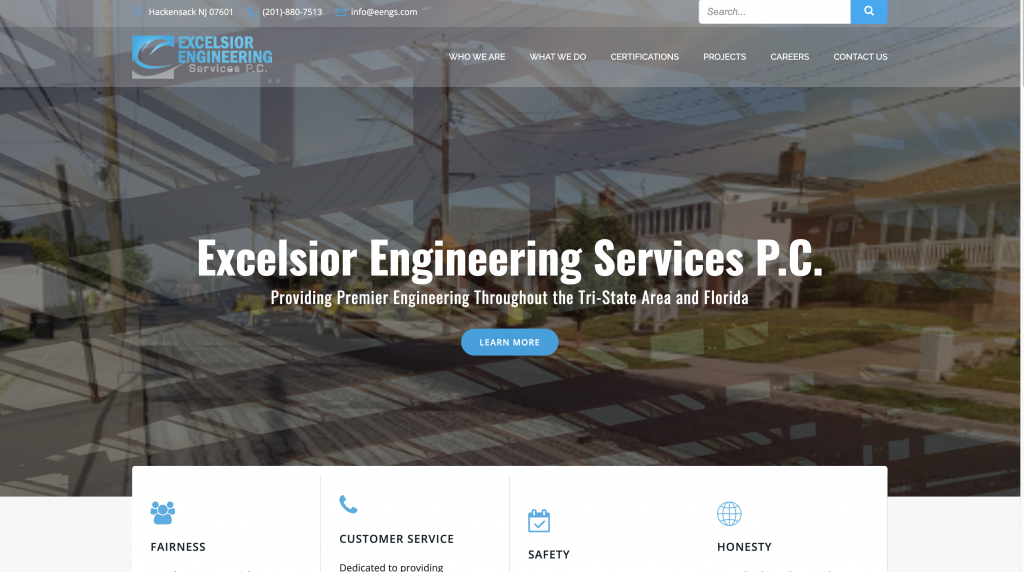 Hackensack NJ 07601 (201)-880-7513 info@eengs.com Search...
EXCELSIOR
ENGINEERING
Services P.C.
WHO WE ARE WHAT WE DO CERTIFICATIONS PROJECTS CAREERS CONTACT US
Excelsior Engineering Services P.C.
Providing Premier Engineering Throughout the Tri-State Area and Florida
LEARN MORE
FAIRNESS
CUSTOMER SERVICE
Dedicated to providing
SAFETY
HONESTY